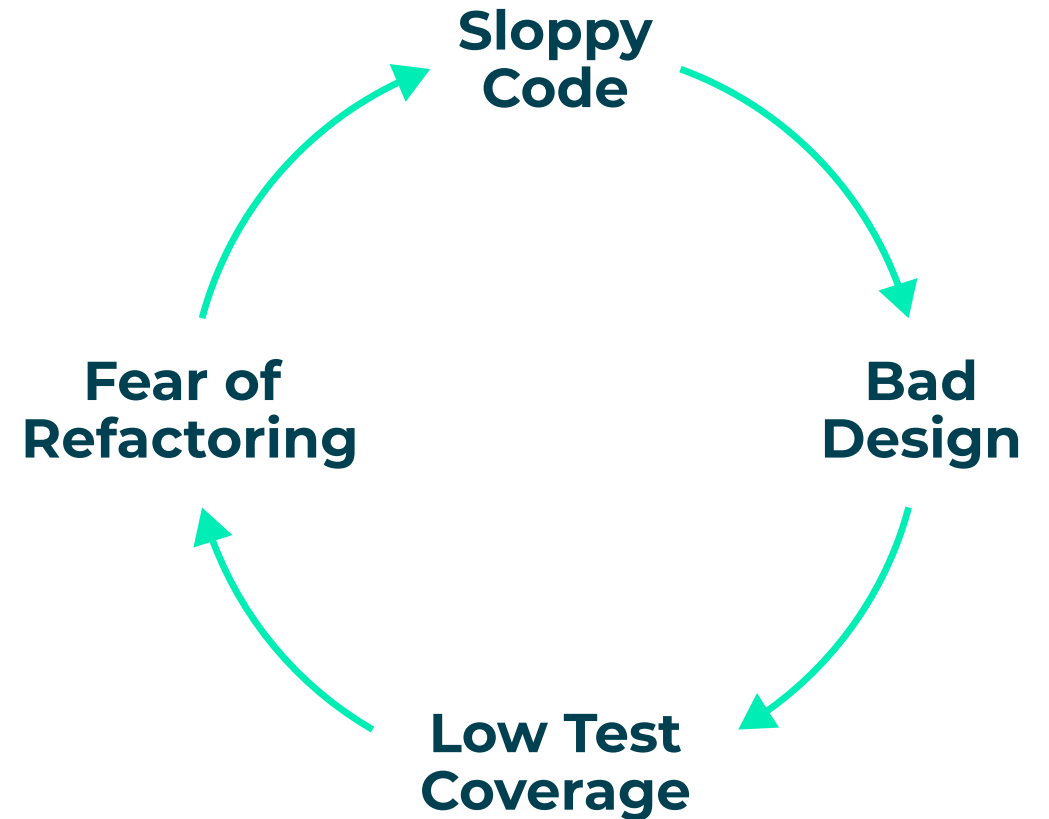 Sloppy
Code
Fear of
Refactoring
Bad
Design
Low Test
Coverage